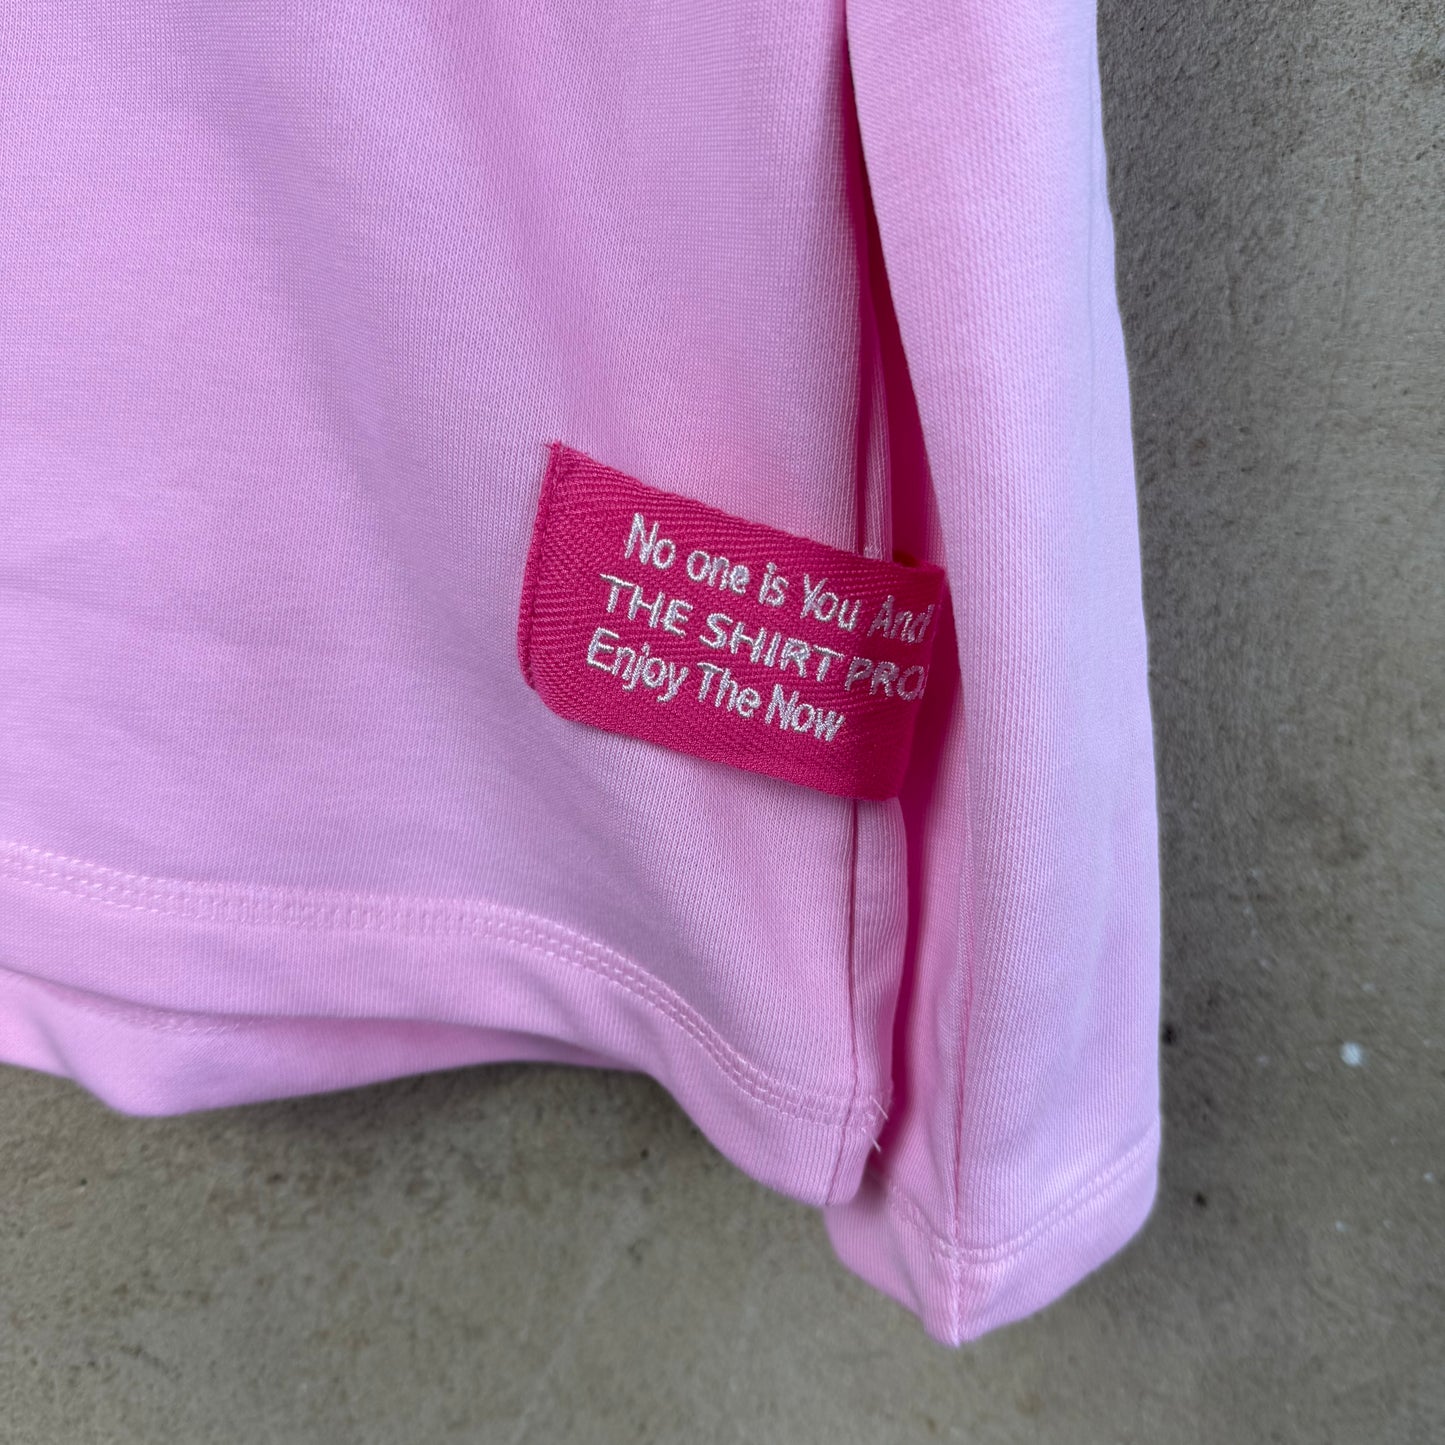 No one is You And
THE SHIRT PRO
Enjoy The Now